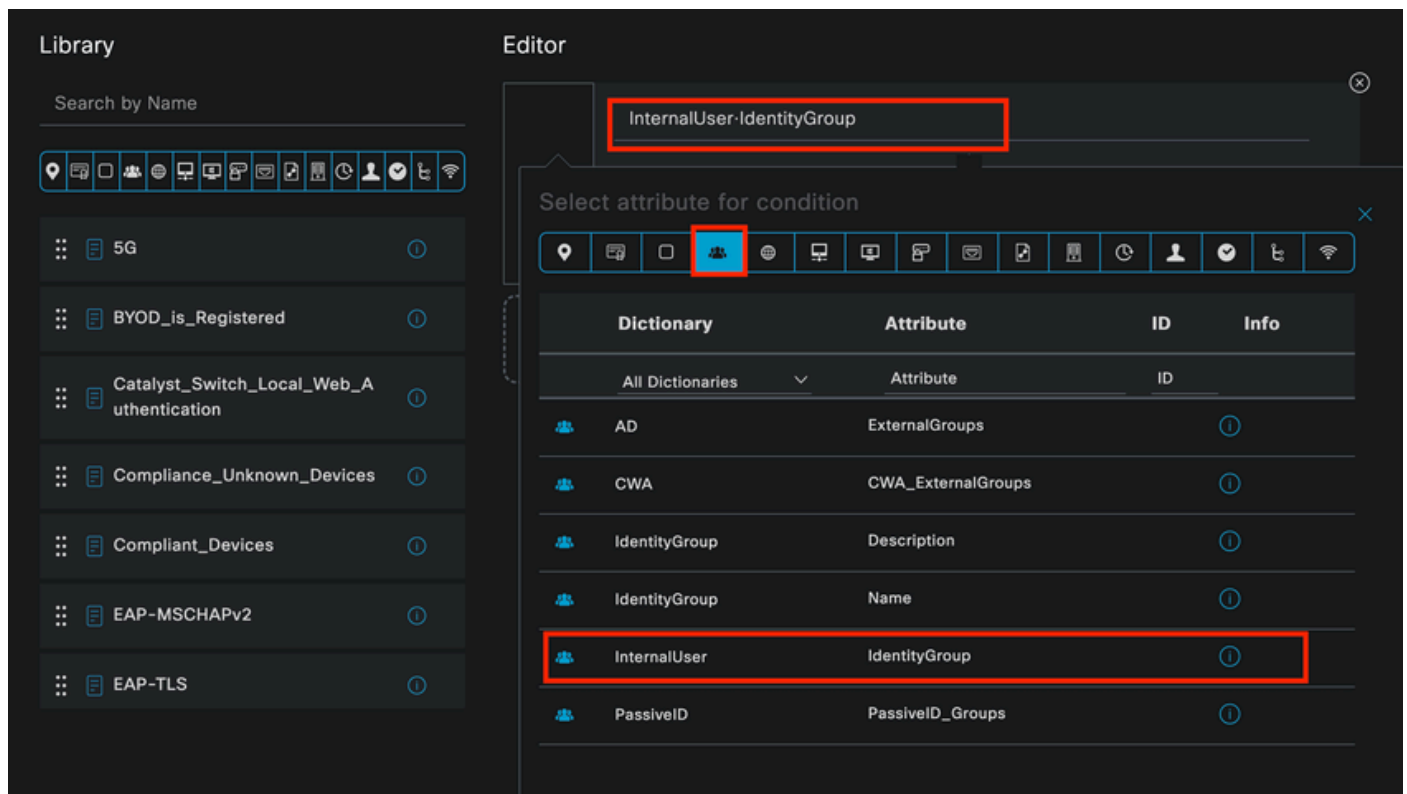 Library
Search by Name
5G
BYOD_is_Registered
Catalyst_Switch_Local_Web_A
uthentication
Compliance_Unknown_Devices
Compliant_Devices
EAP-MSCHAPv2
EAP-TLS
Editor
InternalUser·IdentityGroup
Select attribute for condition
Dictionary Attribute ID Info
All Dictionaries Attribute ID
AD ExternalGroups
CWA CWA_ExternalGroups
IdentityGroup Description
IdentityGroup Name
InternalUser IdentityGroup
PassiveID PassiveID_Groups